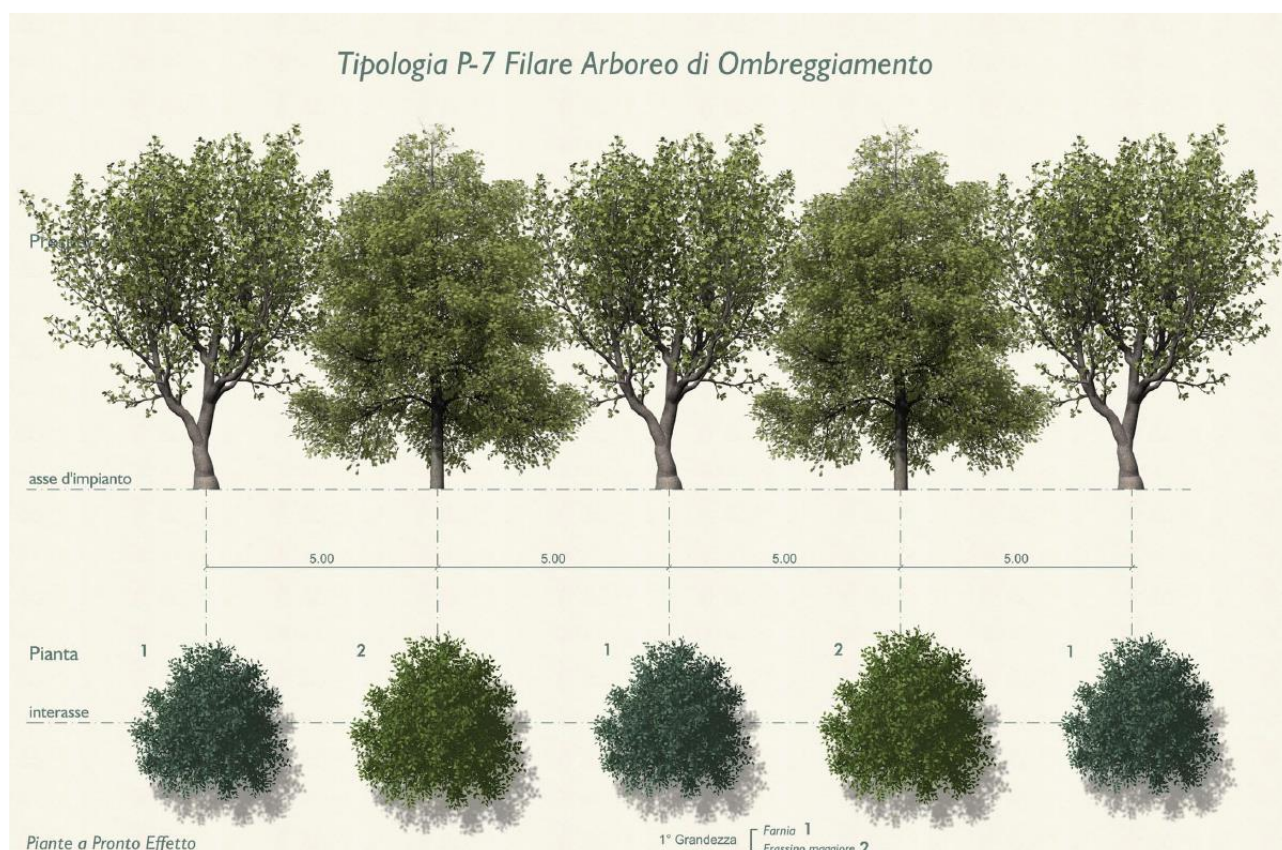 Tipologia P-7 Filare Arboreo di Ombreggiamento
asse d'impianto
5.00 5.00 5.00 5.00
Pianta 1 2 1 2 1
interasse
Piante a Pronto Effetto
1° Grandezza
Farnia 1
Frassino maggiore 2